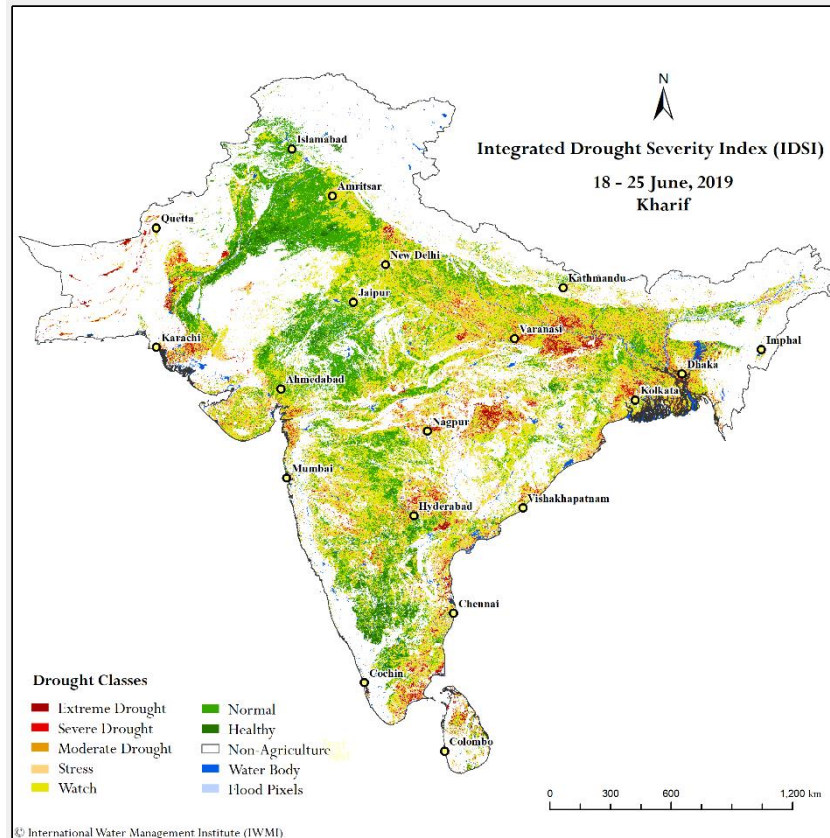 N
Integrated Drought Severity Index (IDSI)
18 - 25 June, 2019
Kharif
Islamabad
Amritsar
Quetta
New Delhi
Kathmandu
Jaipur
Varanasi
Karachi
Imphal
Dhaka
Ahmedabad
Kolkata
Nagpur
Mumbai
Vishakhapatnam
Hyderabad
Chennai
Cochin
Colombo
Drought Classes
Extreme Drought
Severe Drought
Moderate Drought
Stress
Watch
Normal
Healthy
Non-Agriculture
Water Body
Flood Pixels
0 300 600 1,200 km
© International Water Management Institute (IWMI)